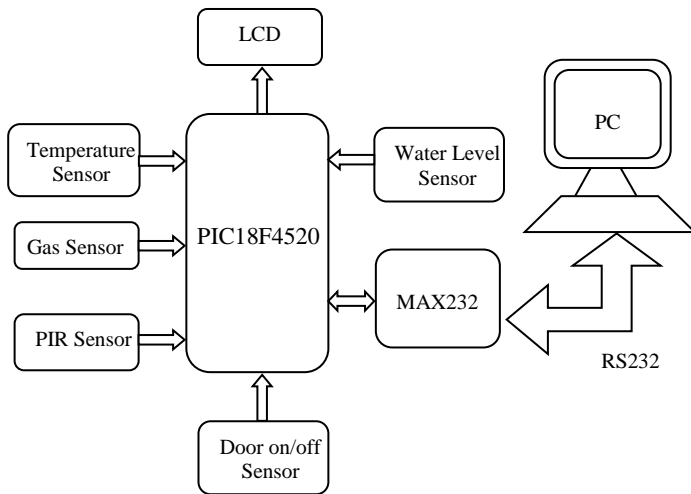 LCD
PC
Temperature
Sensor
Water Level
Sensor
PIC18F4520
Gas Sensor
MAX232
PIR Sensor
RS232
Door on/off
Sensor